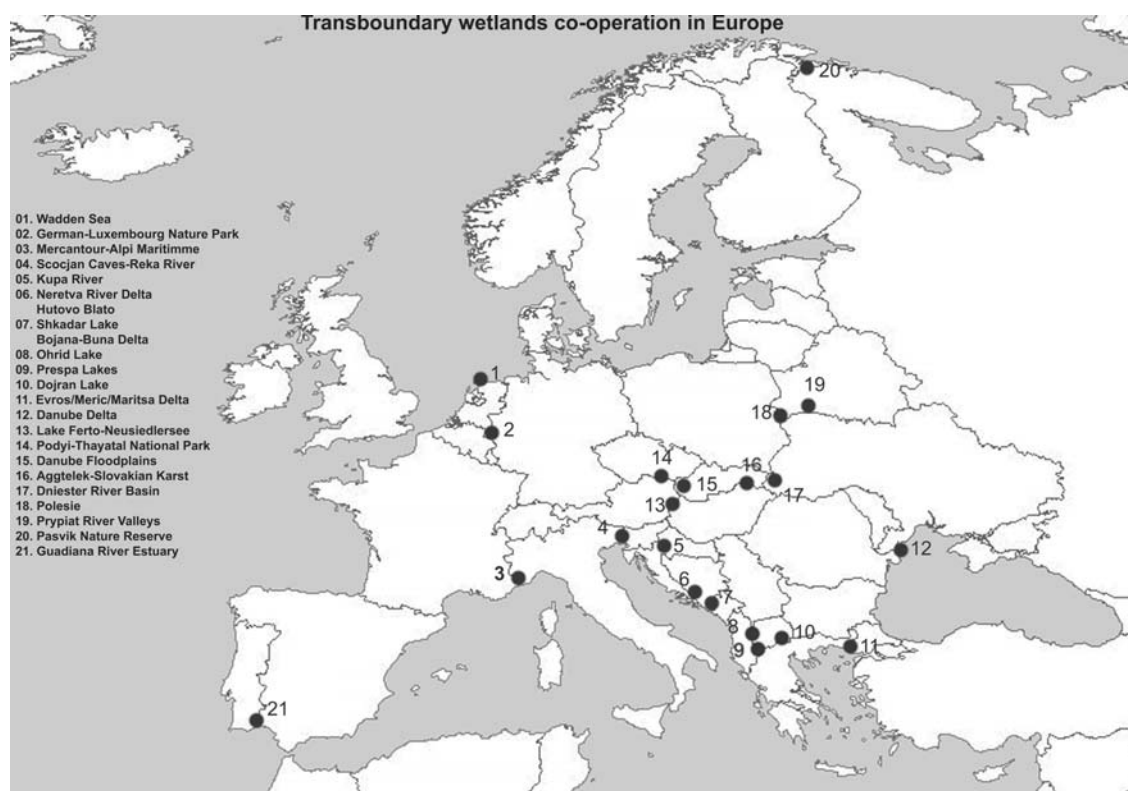 Transboundary wetlands co-operation in Europe
20
01. Wadden Sea
02. German-Luxembourg Nature Park
03. Mercantour-Alpi Maritimme
04. Scocjan Caves-Reka River
05. Kupa River
06. Neretva River Delta
Hutovo Blato
07. Shkadar Lake
Bojana-Buna Delta
08. Ohrid Lake
09. Prespa Lakes
10. Dojran Lake
11. Evros/Meric/Maritsa Delta
12. Danube Delta
13. Lake Ferto-Neusiedlersee
14. Podyi-Thayatal National Park
15. Danube Floodplains
16. Aggtelek-Slovakian Karst
17. Dniester River Basin
18. Polesie
19. Prypiat River Valleys
20. Pasvik Nature Reserve
21. Guadiana River Estuary
1
19
18
2
14
16
15
17
13
4
5
12
3
6
7
8
10
9
11
21